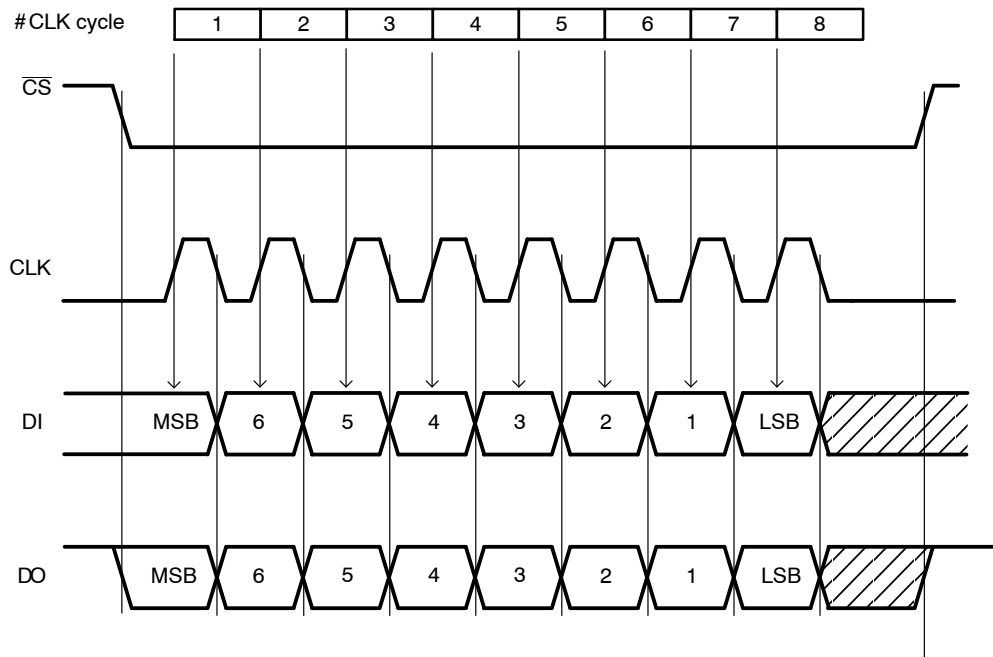 # CLK cycle 1 2 3 4 5 6 7 8
CS
CLK
DI MSB 6 5 4 3 2 1 LSB
DO MSB 6 5 4 3 2 1 LSB